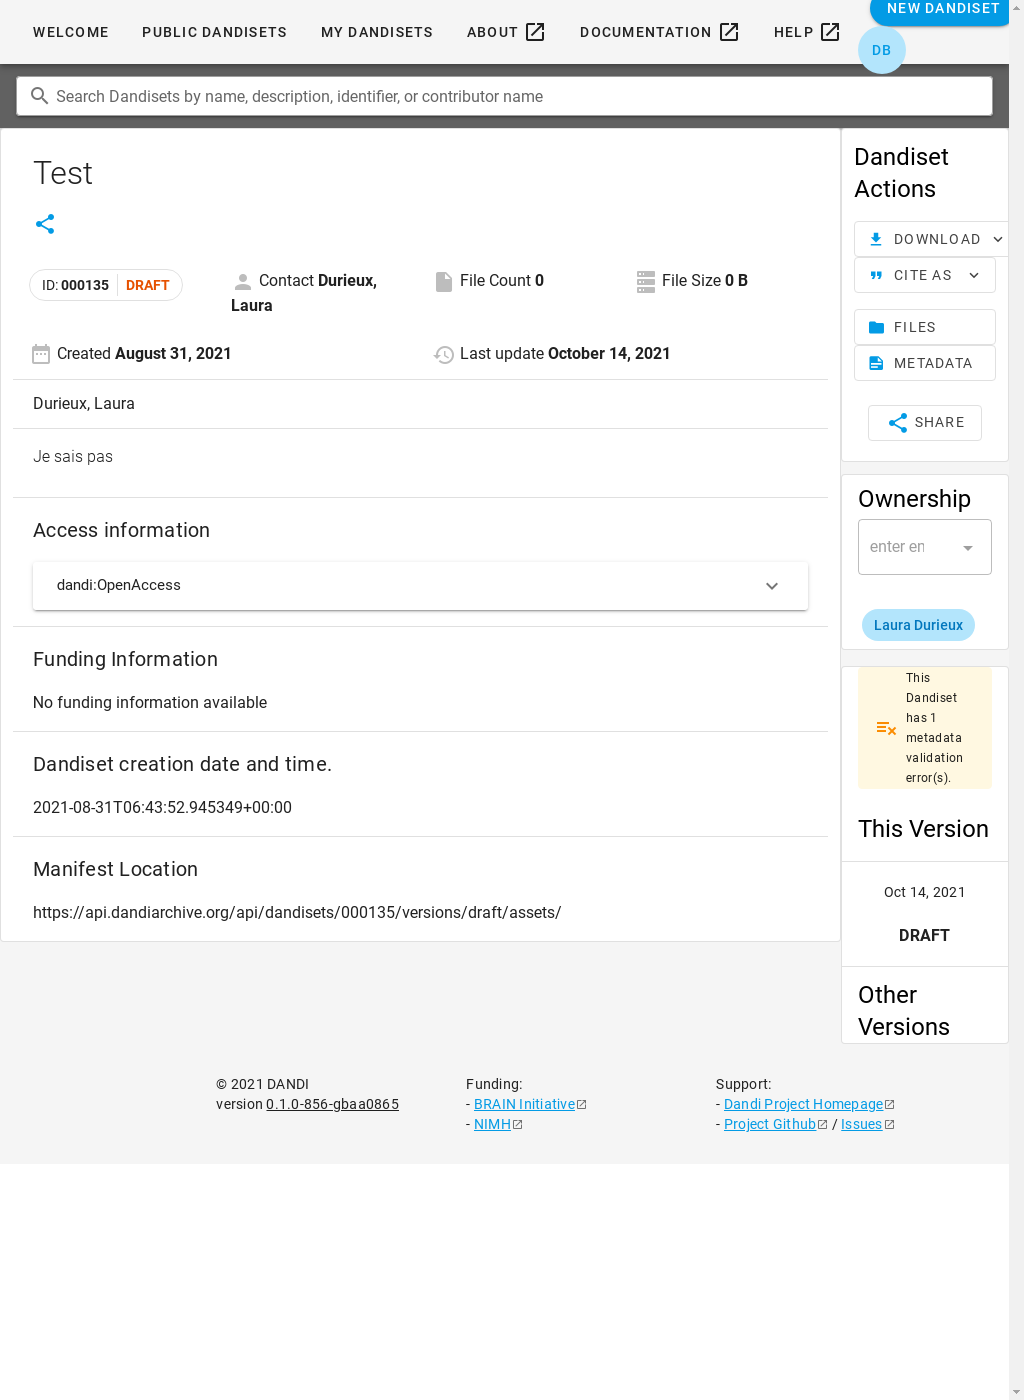 WELCOME PUBLIC DANDISETS MY DANDISETS ABOUT DOCUMENTATION HELP NEW DANDISET
DB
Search Dandisets by name, description, identifier, or contributor name
Test
ID: 000135 DRAFT
Contact Durieux,
Laura
File Count 0
File Size 0 B
Created August 31, 2021
Last update October 14, 2021
Durieux, Laura
Je sais pas
Access information
dandi:OpenAccess
Funding Information
No funding information available
Dandiset creation date and time.
2021-08-31T06:43:52.945349+00:00
Manifest Location
https://api.dandiarchive.org/api/dandisets/000135/versions/draft/assets/
Dandiset
Actions
DOWNLOAD
CITE AS
FILES
METADATA
SHARE
Ownership
enter en
Laura Durieux
This
Dandiset
has 1
metadata
validation
error(s).
This Version
Oct 14, 2021
DRAFT
Other
Versions
© 2021 DANDI
version 0.1.0-856-gbaa0865
Funding:
- BRAIN Initiative
- NIMH
Support:
- Dandi Project Homepage
- Project Github / Issues